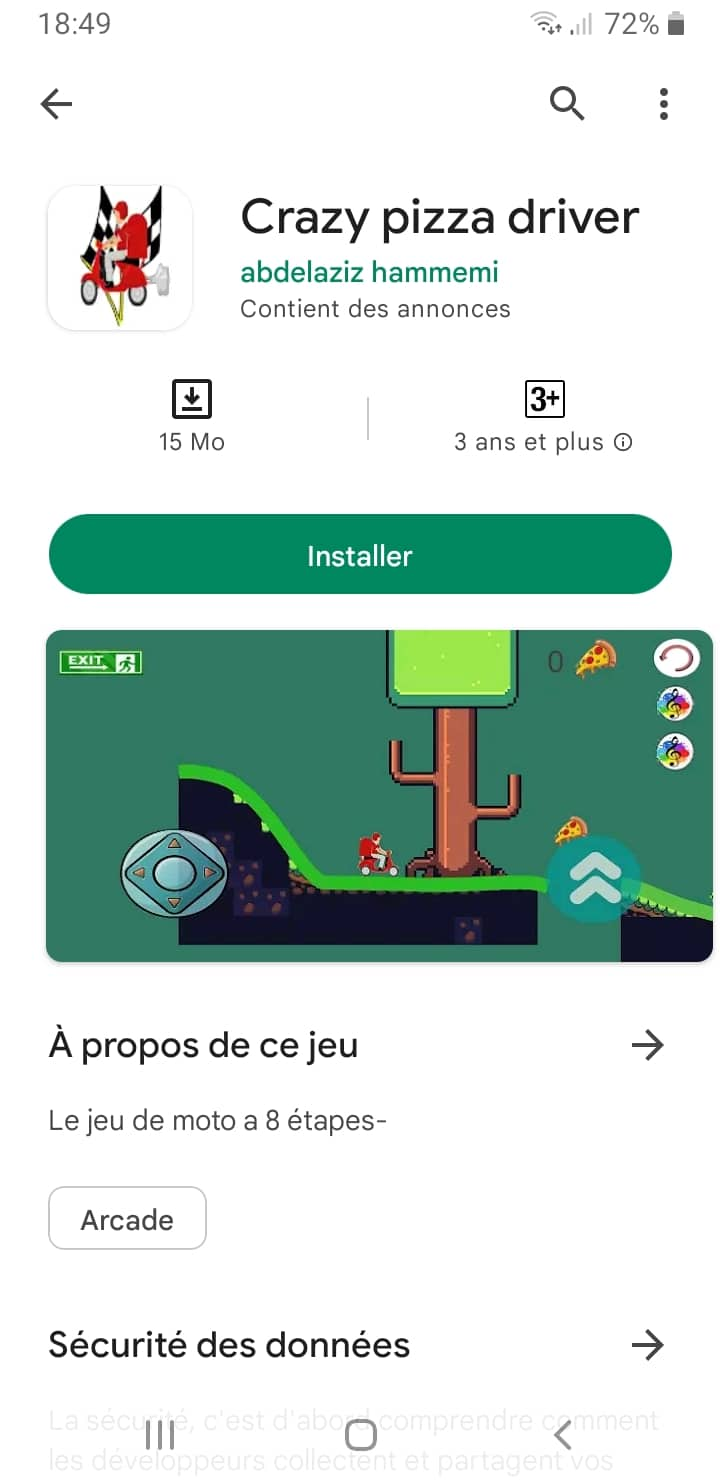 18:49
72%
Crazy pizza driver
abdelaziz hammemi
Contient des annonces
3+
15 Mo
3 ans et plus
Installer
EXIT
0
À propos de ce jeu
Le jeu de moto a 8 étapes-
Arcade
Sécurité des données
La sécurité, c'est d'abord comprendre comment
les développeurs collectent et partagent vos